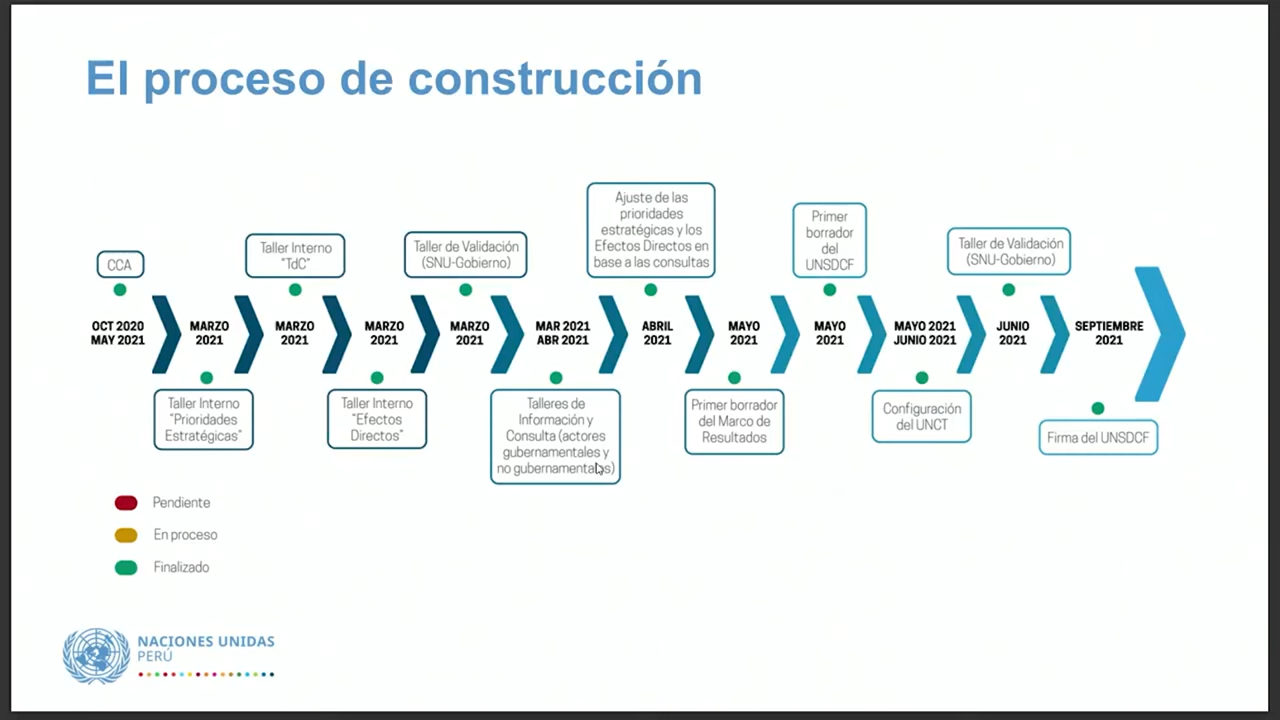 El proceso de construcción
CCA
OCT 2020
MAY 2021
MARZO
2021
Taller Interno
"Prioridades
Estratégicas"
Taller Interno
"TdC"
MARZO
2021
MARZO
2021
Taller Interno
"Efectos
Directos"
Taller de Validación
(SNU-Gobierno)
MARZO
2021
MAR 2021
ABR 2021
Talleres de
Información y
Consulta (actores
gubernamentales y
no gubernamentales)
Ajuste de las
prioridades
estratégicas y los
Efectos Directos en
base a las consultas
ABRIL
2021
MAYO
2021
Primer borrador
del Marco de
Resultados
Primer
borrador
del
UNSDCF
MAYO
2021
MAYO 2021
JUNIO 2021
Configuración
del UNCT
Taller de Validación
(SNU-Gobierno)
JUNIO
2021
SEPTIEMBRE
2021
Firma del UNSDCF
Pendiente
En proceso
Finalizado
NACIONES UNIDAS
PERÚ